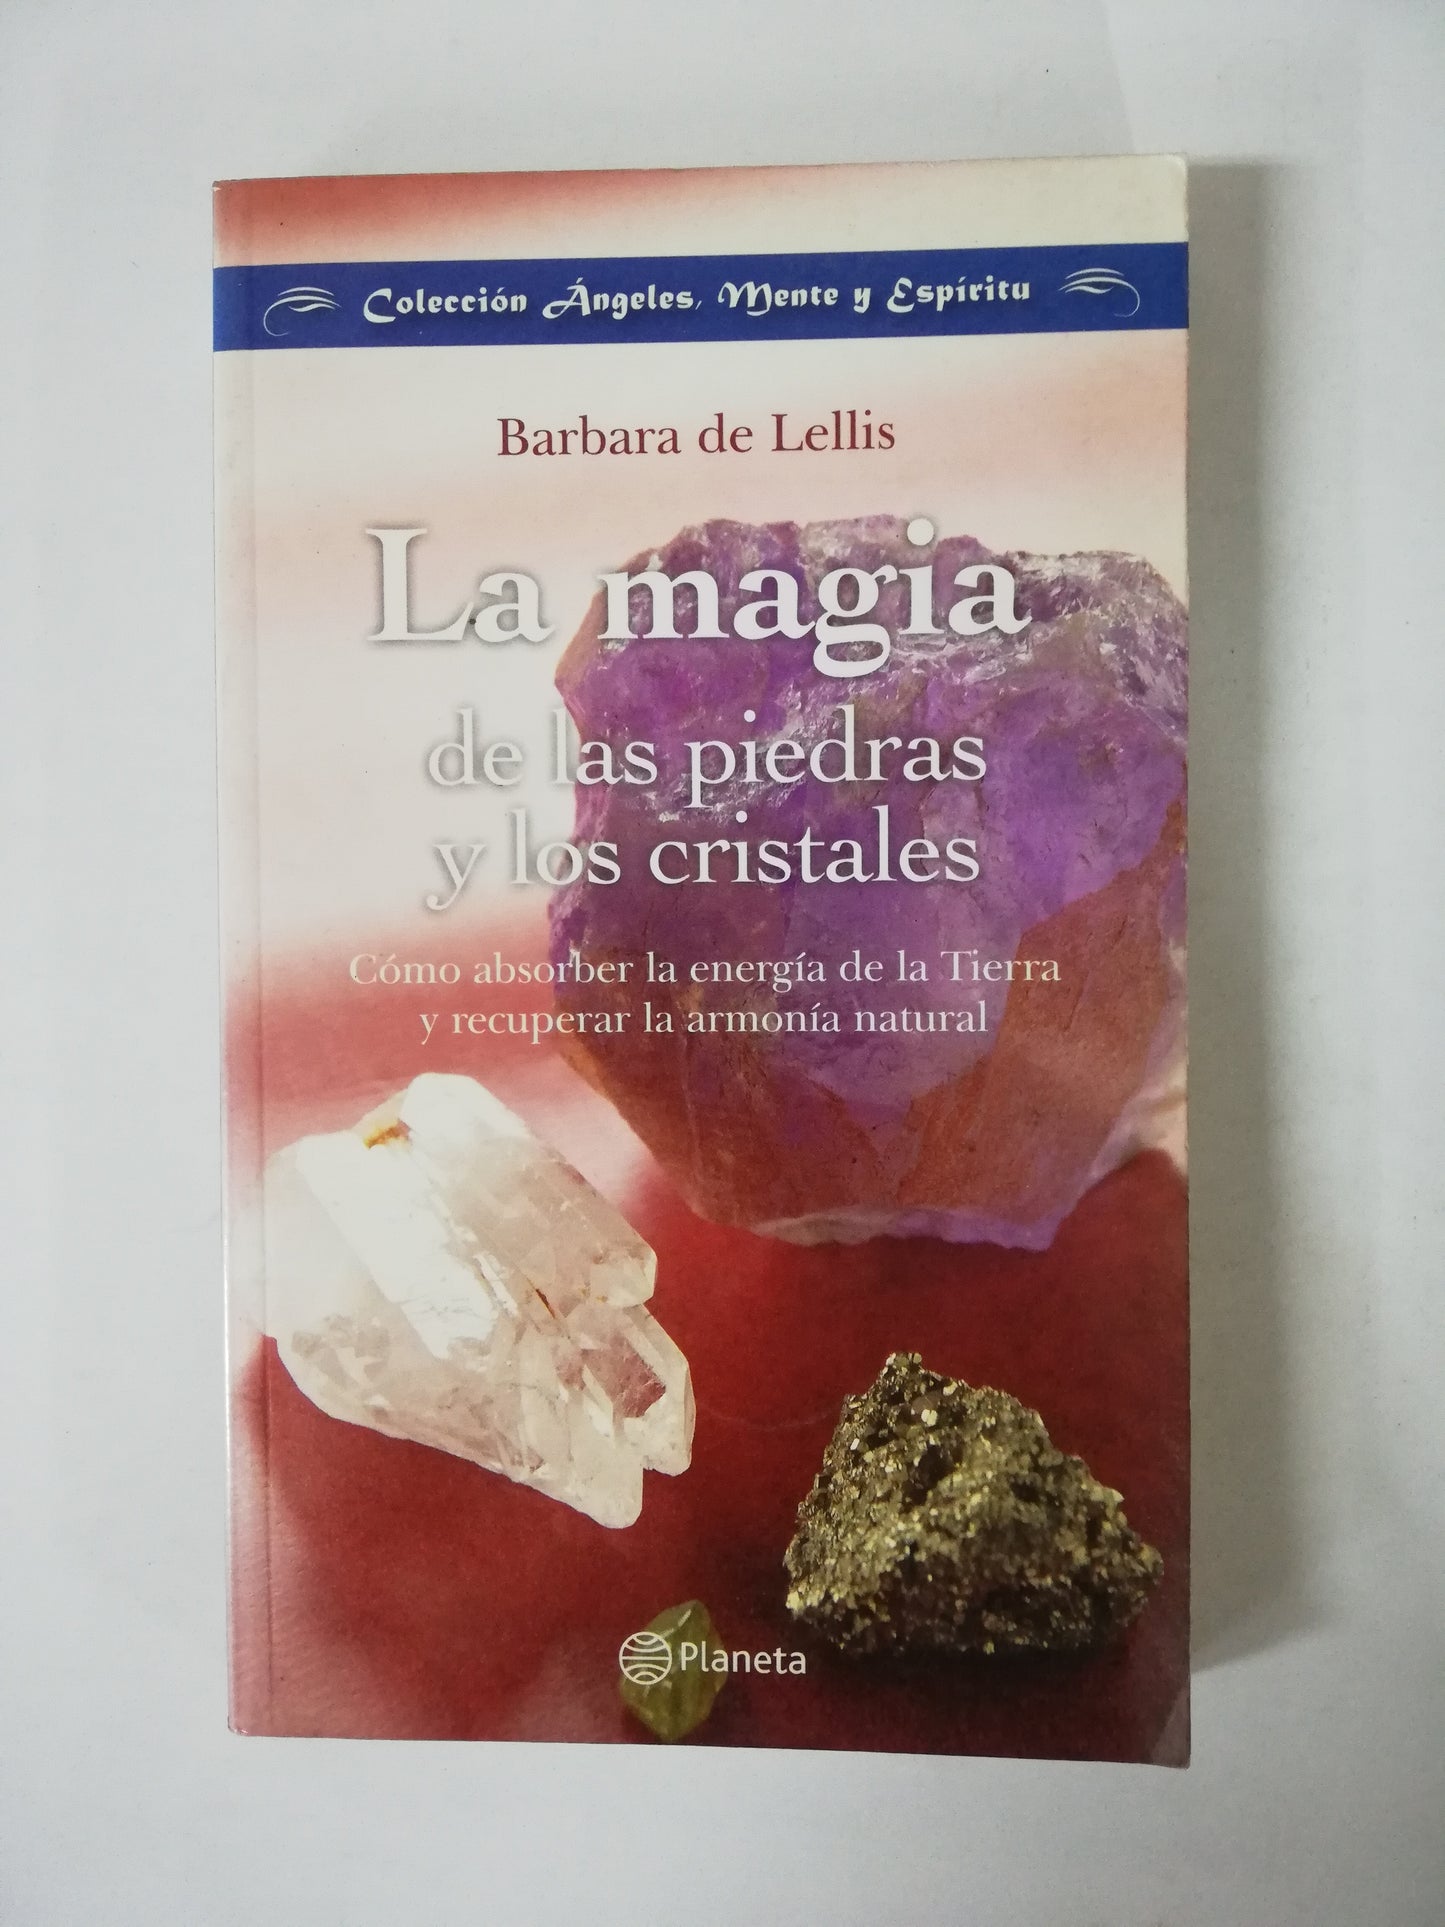 Colección Ángeles, Mente y Espíritu
Barbara de Lellis
La magia
de las piedras
y los cristales
Cómo absorber la energía de la Tierra
y recuperar la armonía natural
Planeta